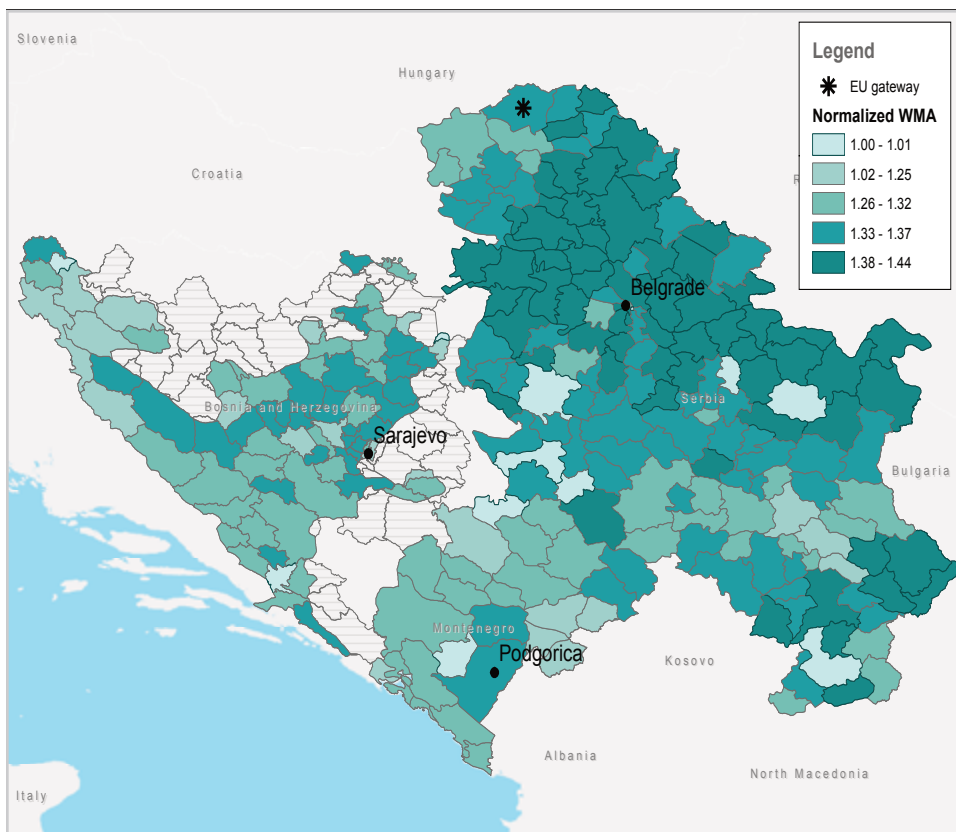 Slovenia
Hungary
Croatia
R
Legend
EU gateway
Normalized WMA
1.00 - 1.01
1.02 - 1.25
1.26 - 1.32
1.33 - 1.37
1.38 - 1.44
Belgrade
Serbia
Bosnia and Herzegovina
Sarajevo
Bulgaria
Montenegro
Podgorica
Kosovo
Albania
North Macedonia
Italy